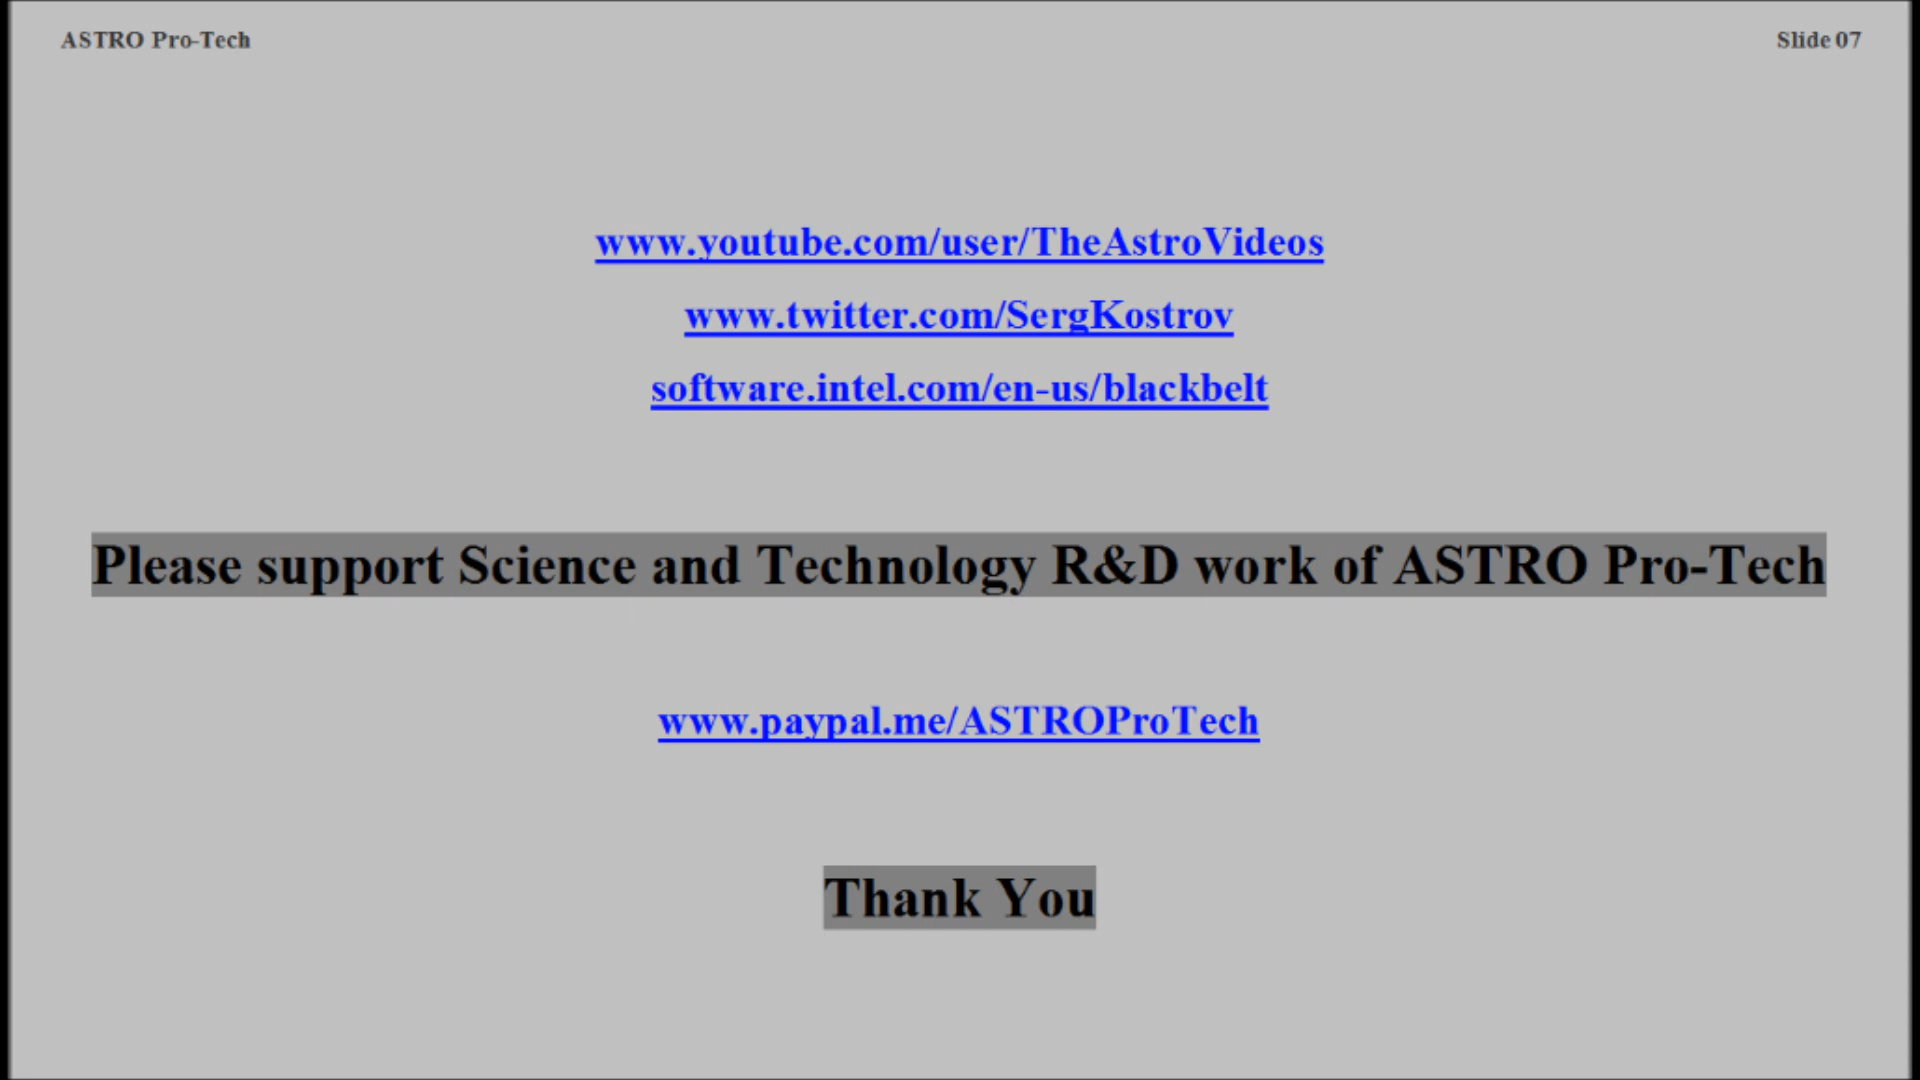 ASTRO Pro-Tech
Slide 07
www.youtube.com/user/TheAstroVideos
www.twitter.com/SergKostrov
software.intel.com/en-us/blackbelt
Please support Science and Technology R&D work of ASTRO Pro-Tech
www.paypal.me/ASTROProTech
Thank You